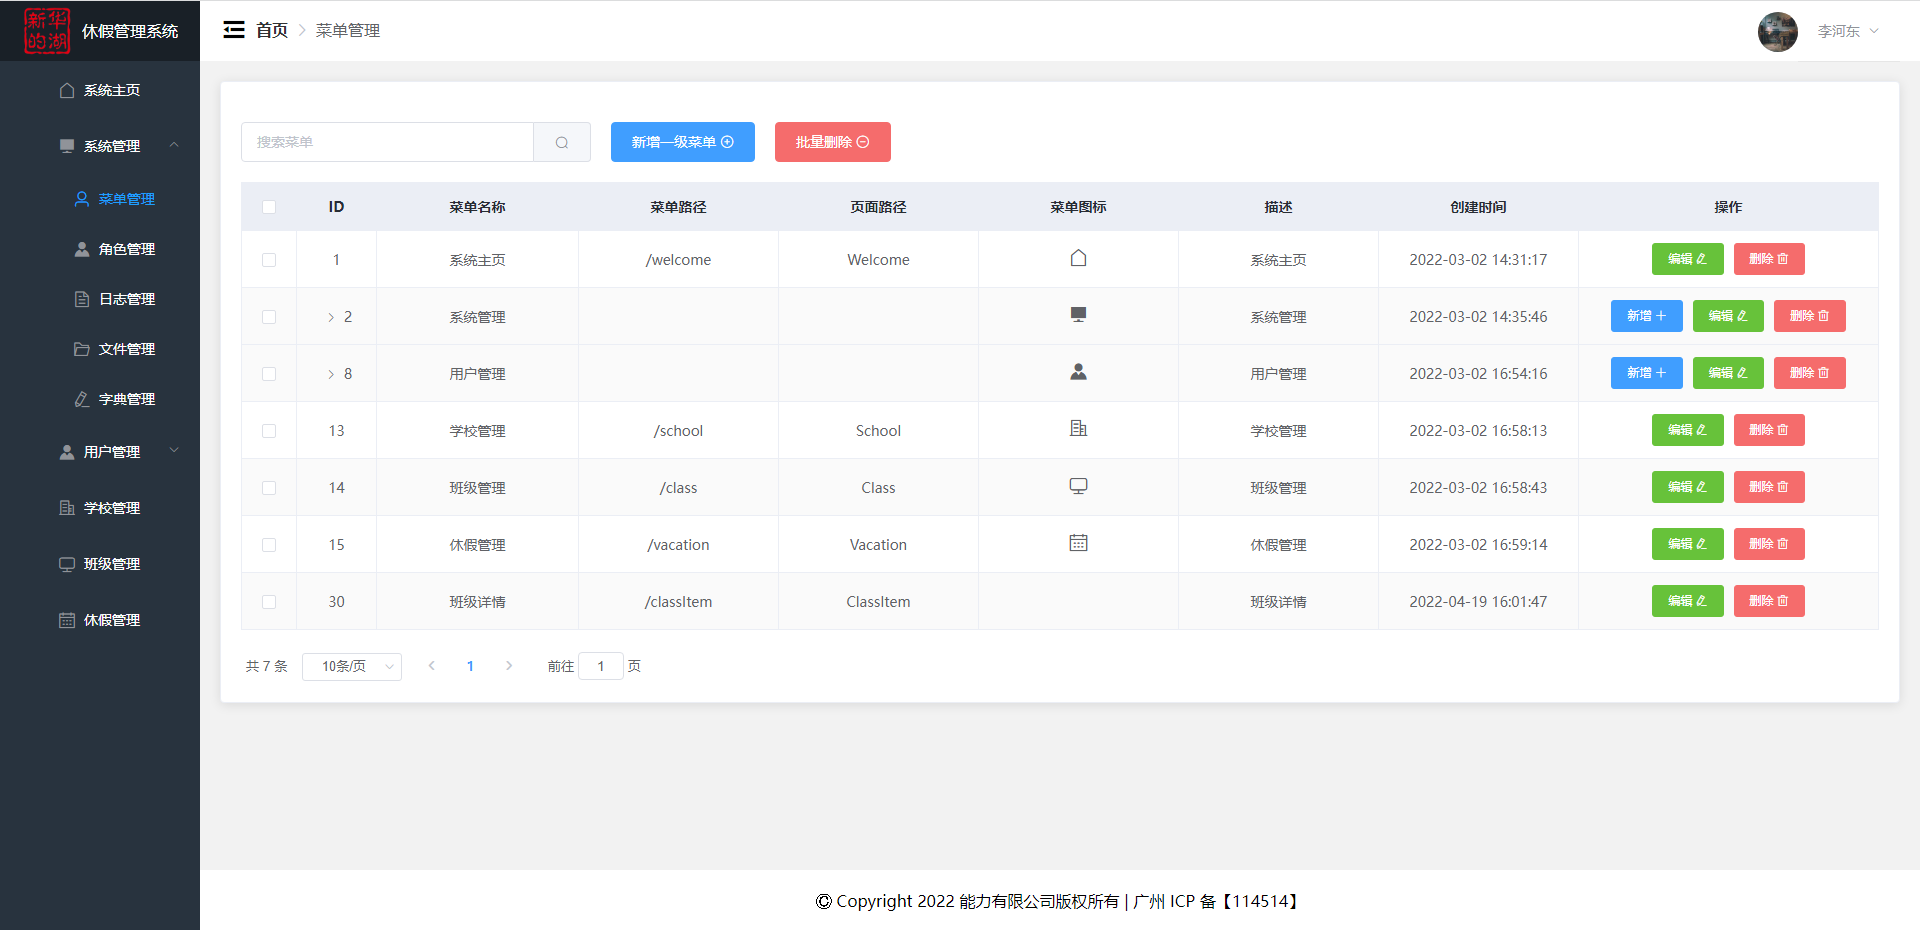 新华的湖
休假管理系统
首页 菜单管理
李河东
系统主页
系统管理
菜单管理
角色管理
日志管理
文件管理
字典管理
用户管理
学校管理
班级管理
休假管理
搜索菜单 新增一级菜单 批量删除
ID 菜单名称 菜单路径 页面路径 菜单图标 描述 创建时间 操作
1 系统主页 /welcome Welcome 系统主页 2022-03-02 14:31:17 编辑 删除
2 系统管理 系统管理 2022-03-02 14:35:46 新增 编辑 删除
8 用户管理 用户管理 2022-03-02 16:54:16 新增 编辑 删除
13 学校管理 /school School 学校管理 2022-03-02 16:58:13 编辑 删除
14 班级管理 /class Class 班级管理 2022-03-02 16:58:43 编辑 删除
15 休假管理 /vacation Vacation 休假管理 2022-03-02 16:59:14 编辑 删除
30 班级详情 /classItem ClassItem 班级详情 2022-04-19 16:01:47 编辑 删除
共 7 条 10条/页 1 前往 1 页
© Copyright 2022 能力有限公司版权所有 | 广州 ICP 备【114514】